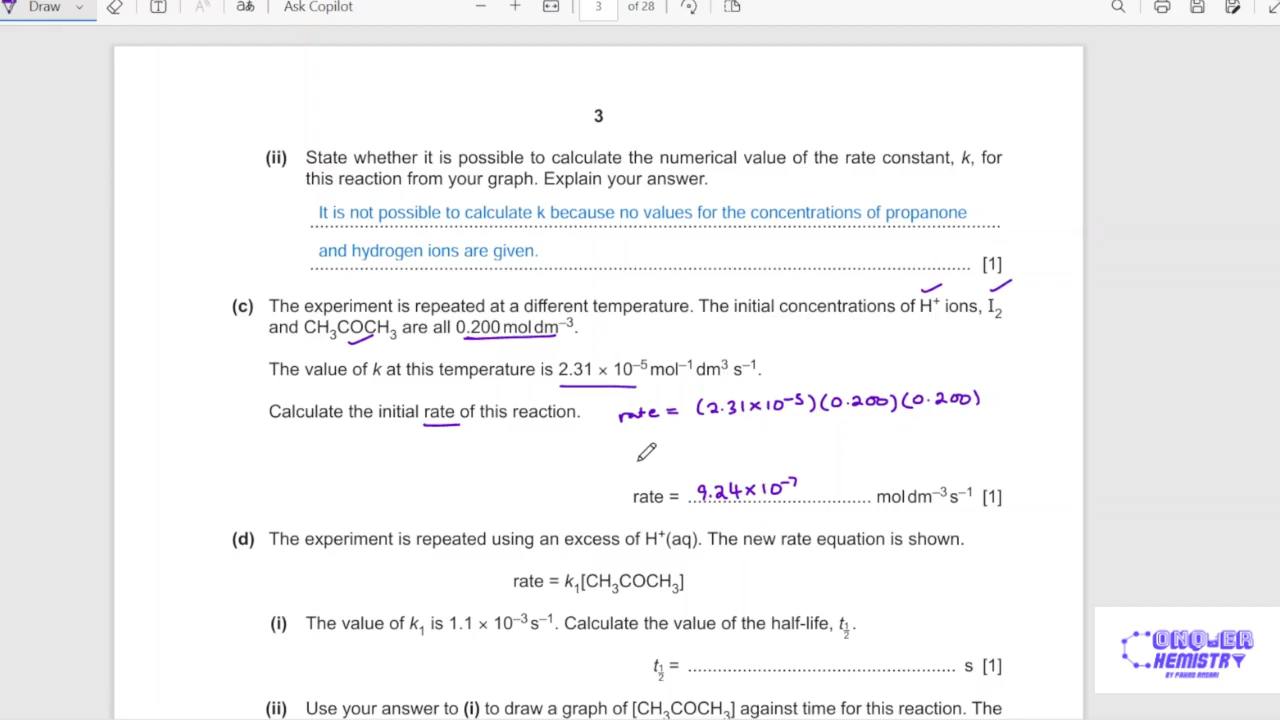 Draw
Ask Copilot
3 of 28
3
(ii) State whether it is possible to calculate the numerical value of the rate constant, k, for
this reaction from your graph. Explain your answer.
It is not possible to calculate k because no values for the concentrations of propanone
and hydrogen ions are given.
[1]
(c) The experiment is repeated at a different temperature. The initial concentrations of H⁺ ions, I₂
and CH₃COCH₃ are all 0.200 mol dm⁻³.
The value of k at this temperature is 2.31 × 10⁻⁵ mol⁻¹ dm³ s⁻¹.
Calculate the initial rate of this reaction.
rate = (2.31×10⁻⁵)(0.200)(0.200)
rate = 9.24×10⁻⁷ mol dm⁻³ s⁻¹ [1]
(d) The experiment is repeated using an excess of H⁺(aq). The new rate equation is shown.
rate = k₁[CH₃COCH₃]
(i) The value of k₁ is 1.1 × 10⁻³ s⁻¹. Calculate the value of the half-life, t½.
t½ = ........................................................ s [1]
(ii) Use your answer to (i) to draw a graph of [CH₃COCH₃] against time for this reaction. The
CONQUER
CHEMISTRY
BY FAHAD ANSARI